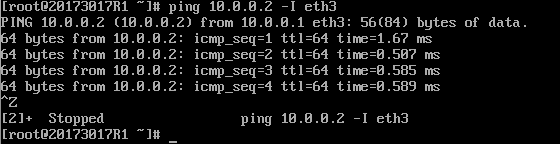 [root@20173017R1 ~]# ping 10.0.0.2 -I eth3
PING 10.0.0.2 (10.0.0.2) from 10.0.0.1 eth3: 56(84) bytes of data.
64 bytes from 10.0.0.2: icmp_seq=1 ttl=64 time=1.67 ms
64 bytes from 10.0.0.2: icmp_seq=2 ttl=64 time=0.507 ms
64 bytes from 10.0.0.2: icmp_seq=3 ttl=64 time=0.585 ms
64 bytes from 10.0.0.2: icmp_seq=4 ttl=64 time=0.589 ms
^Z
[2]+  Stopped                 ping 10.0.0.2 -I eth3
[root@20173017R1 ~]# _